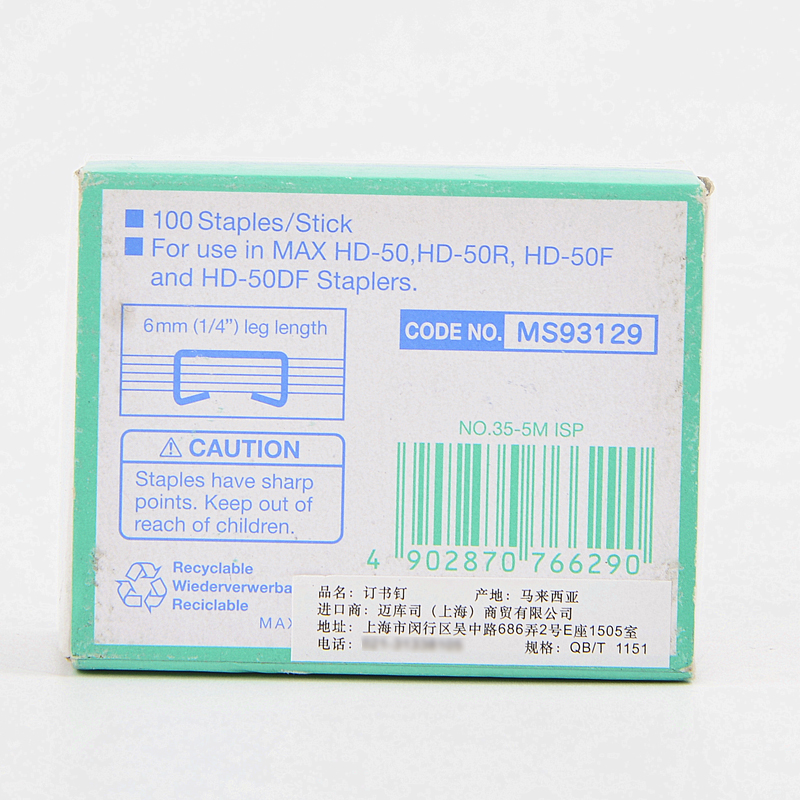 ■ 100 Staples/Stick
■ For use in MAX HD-50,HD-50R, HD-50F
and HD-50DF Staplers.
6mm (1/4”) leg length
CODE NO. MS93129
NO.35-5M ISP
⚠ CAUTION
Staples have sharp
points. Keep out of
reach of children.
4 902870 766290
Recyclable
Wiederverwerba
Reciclable
MAX
品名：订书钉 产地：马来西亚
进口商：迈库司（上海）商贸有限公司
地址：上海市闵行区吴中路686弄2号E座1505室
电话： 规格：QB/T 1151